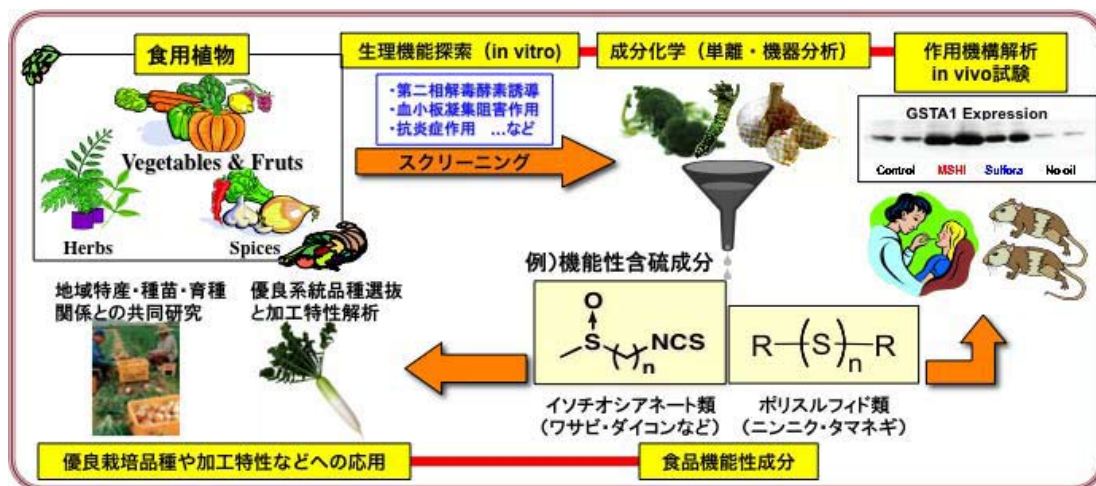 食用植物
Vegetables & Fruts
Herbs
Spices
生理機能探索（in vitro）
・第二相解毒酵素誘導
・血小板凝集阻害作用
・抗炎症作用 …など
スクリーニング
成分化学（単離・機器分析）
作用機構解析
in vivo試験
GSTA1 Expression
Control MSHI Sulfora No oil
例）機能性含硫成分
O
S
NCS
n
R-(S)n-R
イソチオシアネート類
（ワサビ・ダイコンなど）
ポリスルフィド類
（ニンニク・タマネギ）
地域特産・種苗・育種
関係との共同研究
優良系統品種選抜
と加工特性解析
優良栽培品種や加工特性などへの応用
食品機能性成分